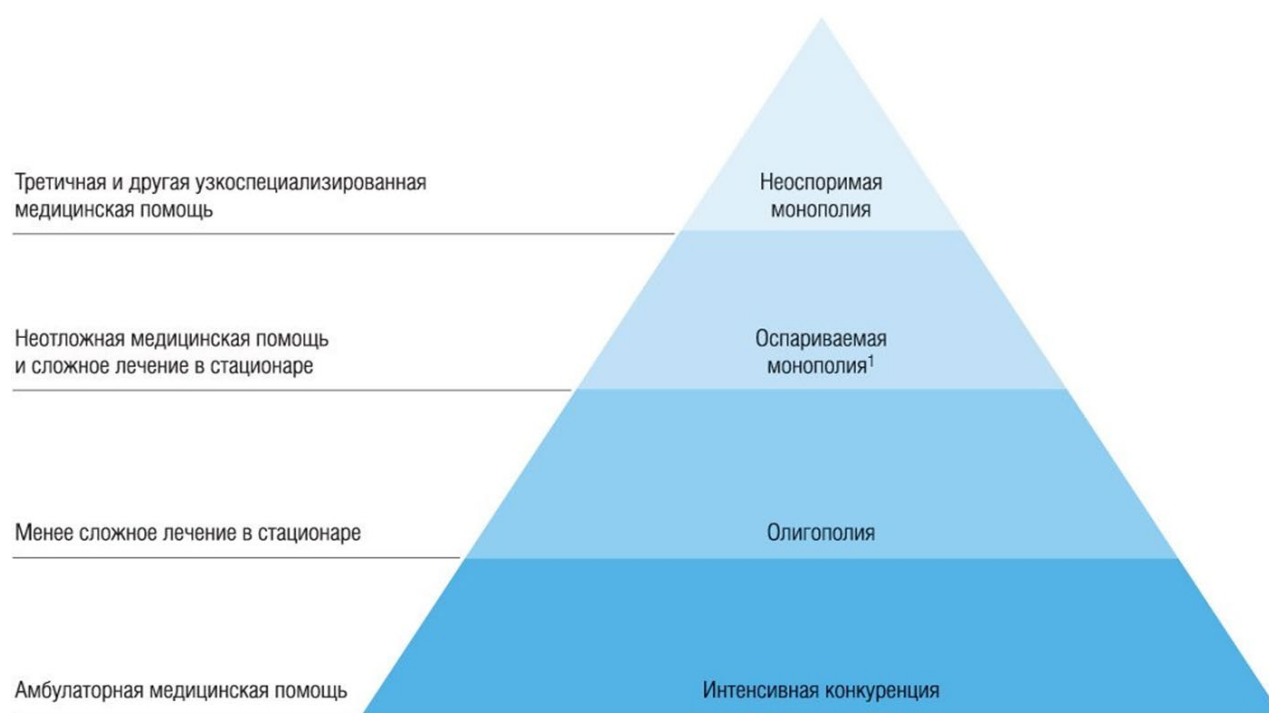 Третичная и другая узкоспециализированная
медицинская помощь
Неоспоримая
монополия
Неотложная медицинская помощь
и сложное лечение в стационаре
Оспариваемая
монополия¹
Менее сложное лечение в стационаре
Олигополия
Амбулаторная медицинская помощь
Интенсивная конкуренция